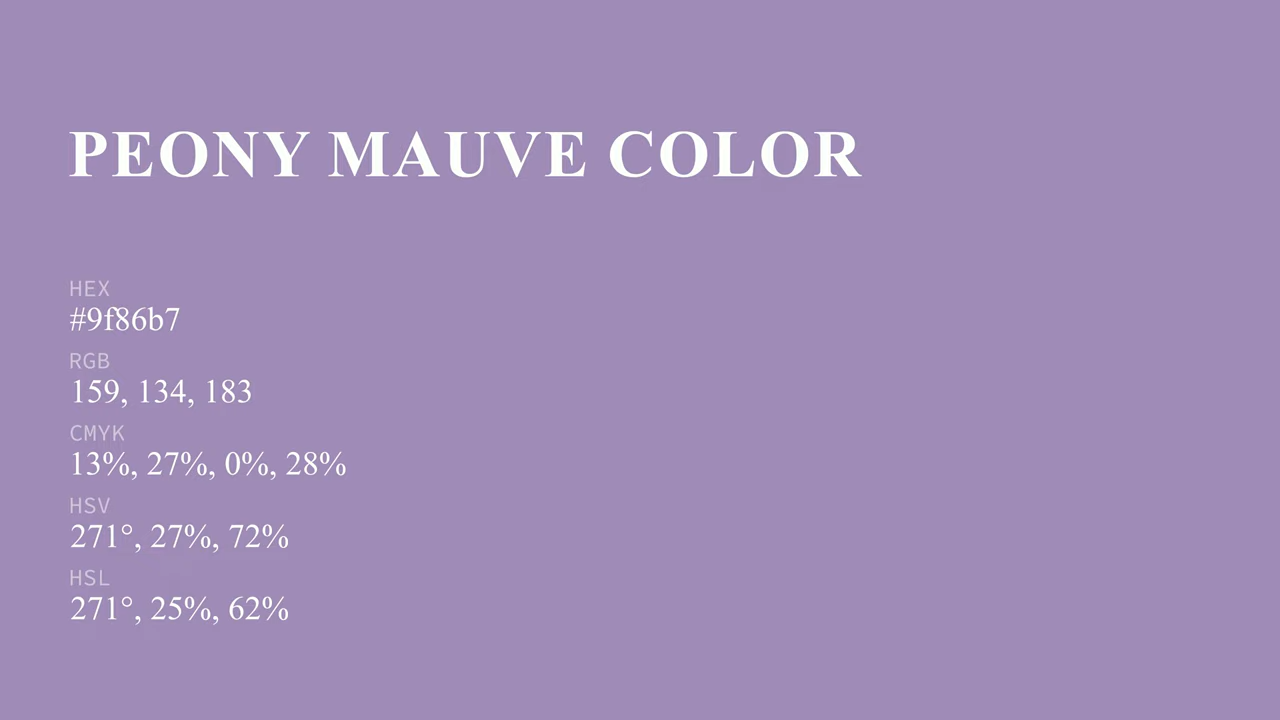 PEONY MAUVE COLOR
HEX
#9f86b7
RGB
159, 134, 183
CMYK
13%, 27%, 0%, 28%
HSV
271°, 27%, 72%
HSL
271°, 25%, 62%